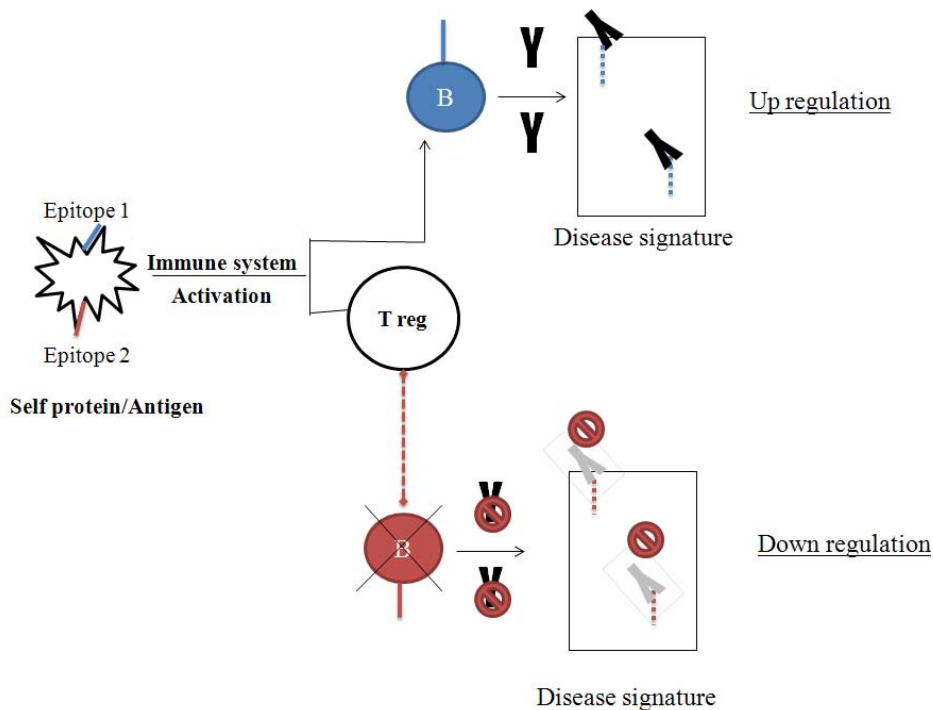 B
Up regulation
Disease signature
Epitope 1
Immune system
Activation
T reg
Epitope 2
Self protein/Antigen
B
Down regulation
Disease signature